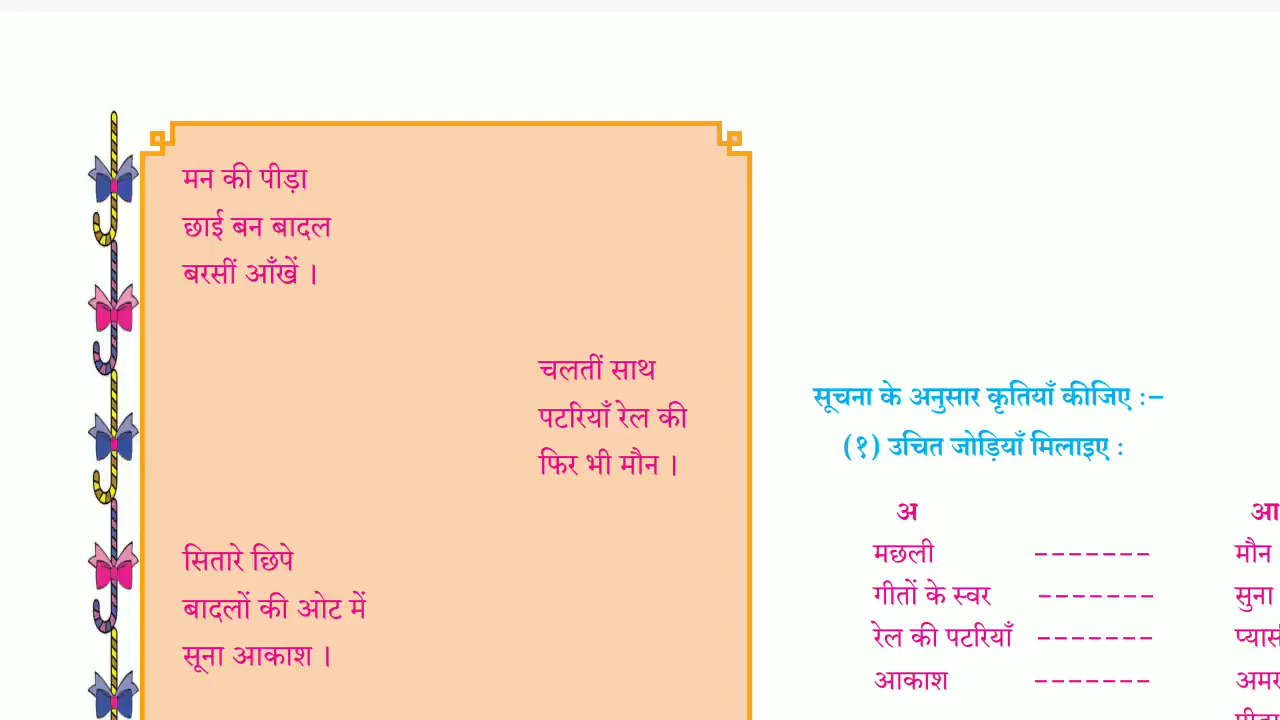 मन की पीड़ा
छाई बन बादल
बरसीं आँखें ।
चलतीं साथ
पटरियाँ रेल की
फिर भी मौन ।
सितारे छिपे
बादलों की ओट में
सूना आकाश ।
सूचना के अनुसार कृतियाँ कीजिए :–
(१) उचित जोड़ियाँ मिलाइए :
अ आ
मछली ------- मौन
गीतों के स्वर ------- सुना
रेल की पटरियाँ -------
आकाश -------